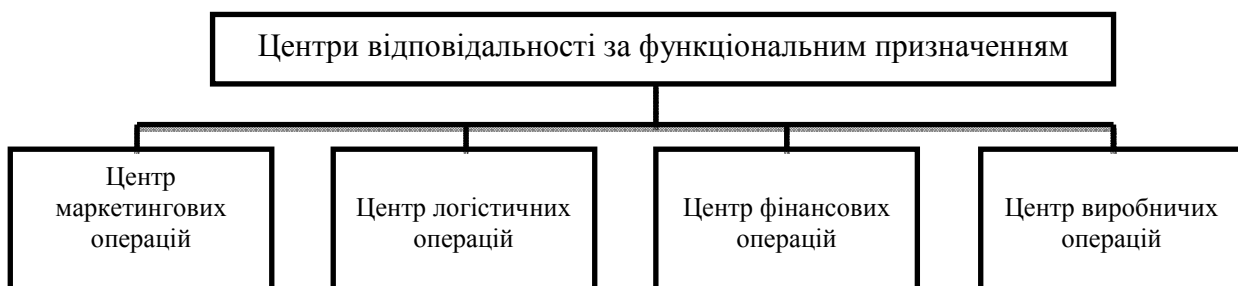 Центри відповідальності за функціональним призначенням
Центр
маркетингових
операцій
Центр логістичних
операцій
Центр фінансових
операцій
Центр виробничих
операцій